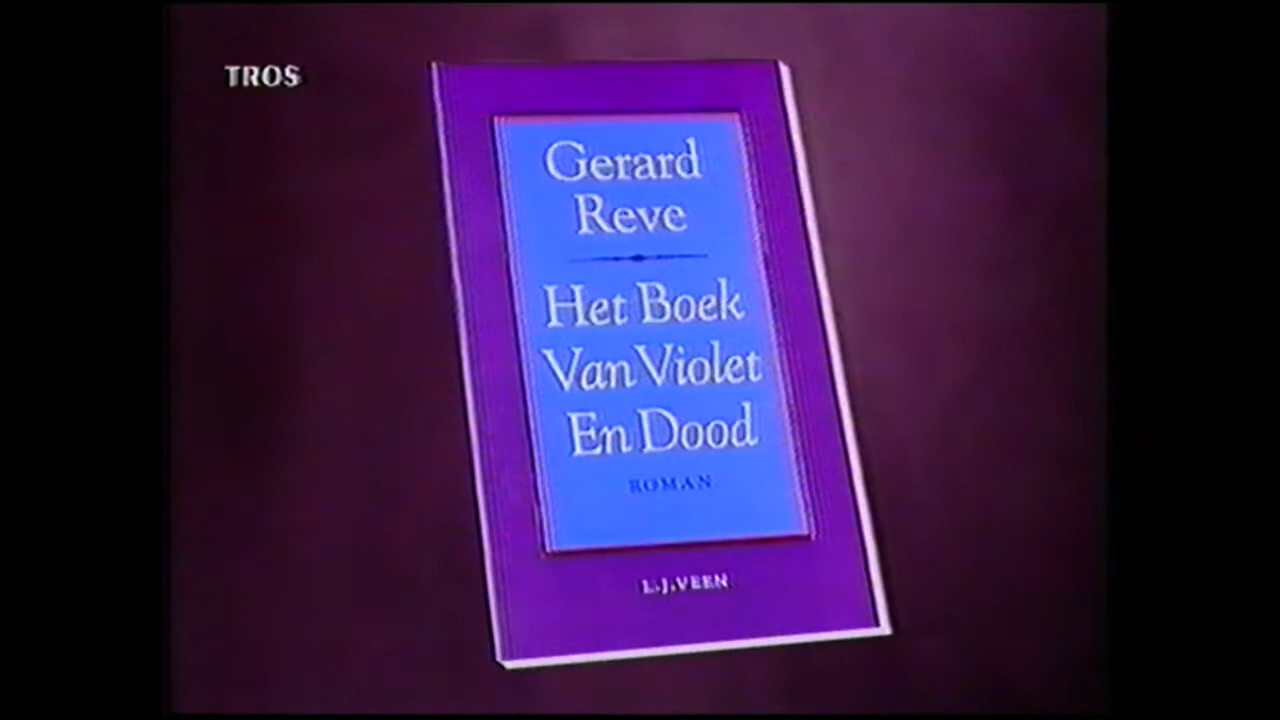 TROS
Gerard
Reve
Het Boek
Van Violet
En Dood
ROMAN
L.J.VEEN